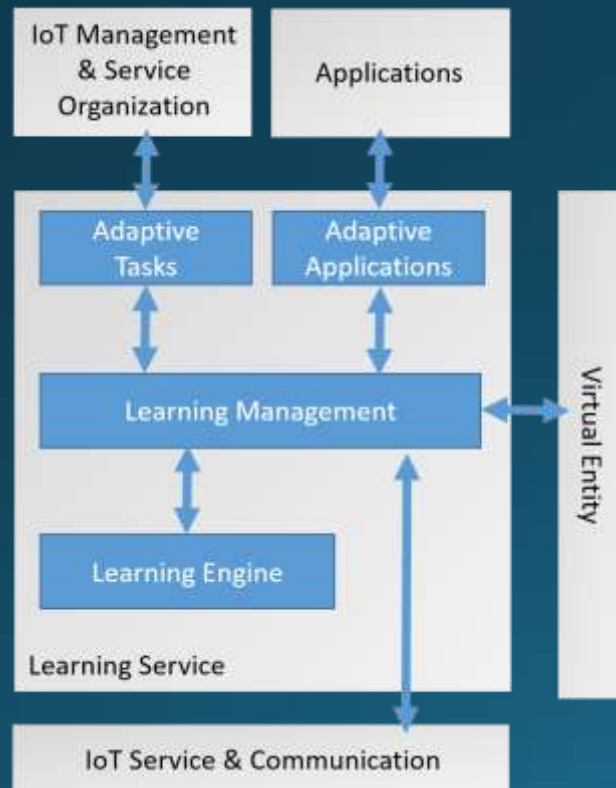 IoT Management
& Service
Organization
Applications
Adaptive
Tasks
Adaptive
Applications
Learning Management
Virtual Entity
Learning Engine
Learning Service
IoT Service & Communication